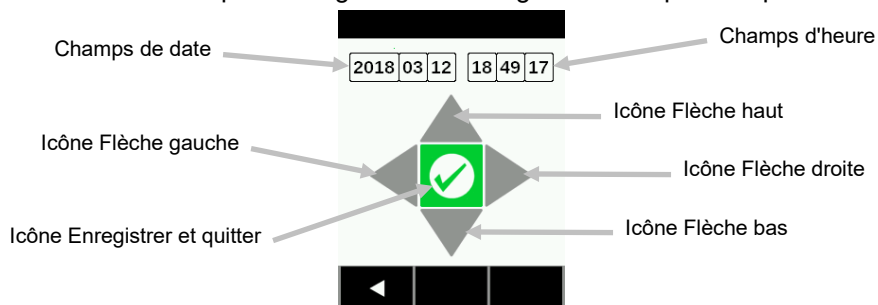 Champs de date
Champs d'heure
2018 03 12 18 49 17
Icône Flèche haut
Icône Flèche gauche
Icône Flèche droite
Icône Enregistrer et quitter
Icône Flèche bas